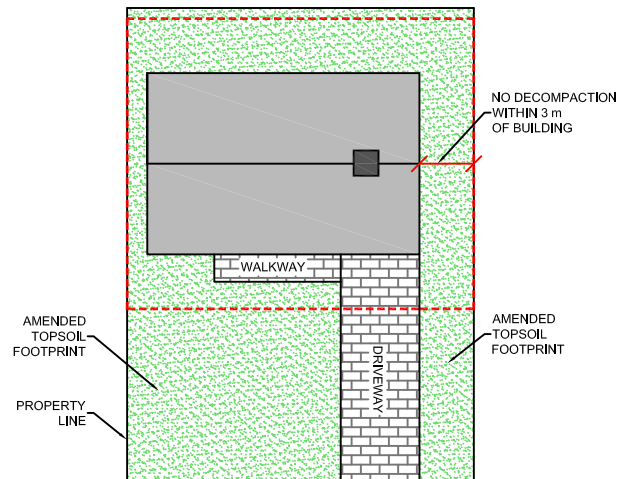 NO DECOMPACTION
WITHIN 3 m
OF BUILDING
WALKWAY
AMENDED
TOPSOIL
FOOTPRINT
AMENDED
TOPSOIL
FOOTPRINT
DRIVEWAY
PROPERTY
LINE